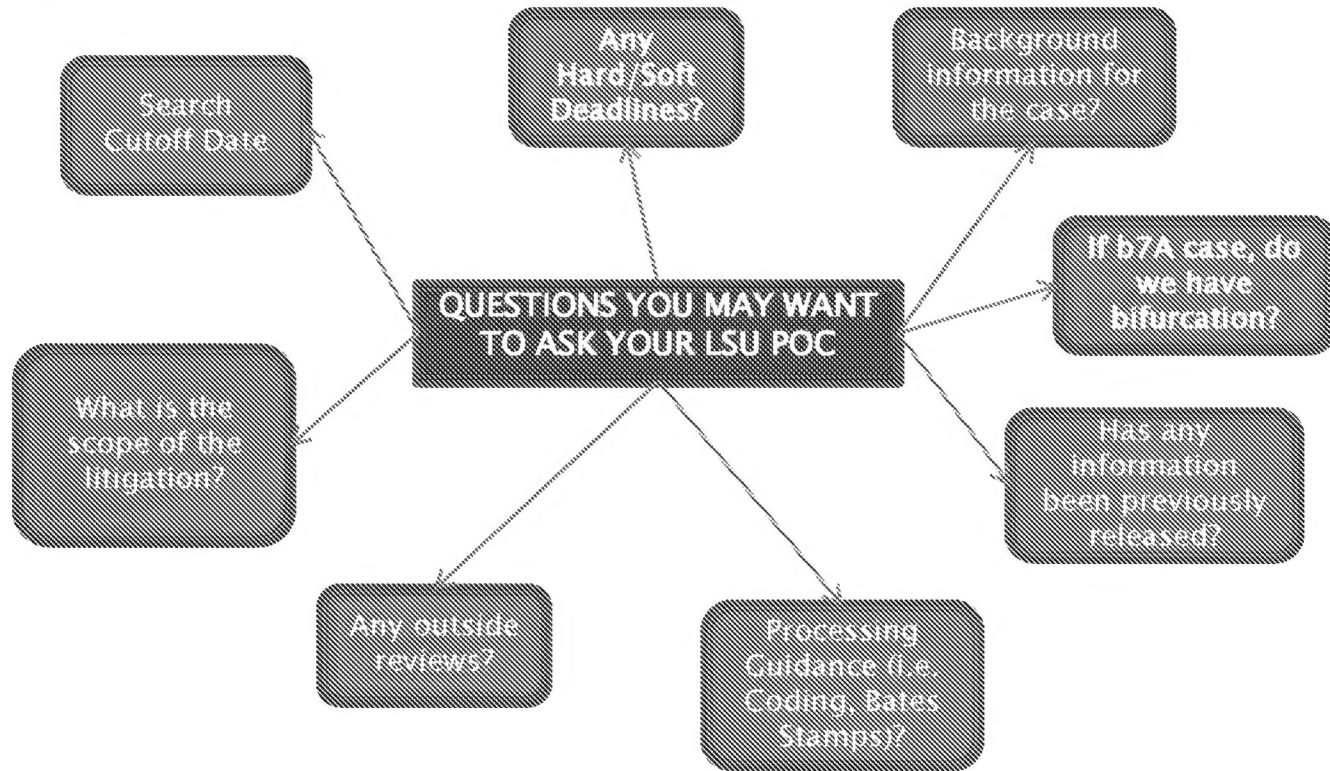 Any
Hard/Soft
Deadlines?
Background
information for
the case?
Search
Cutoff Date
If b7A case, do
we have
bifurcation?
QUESTIONS YOU MAY WANT
TO ASK YOUR LSU POC
What is the
scope of the
litigation?
Has any
information
been previously
released?
Any outside
reviews?
Processing
Guidance (i.e.
Coding, Bates
Stamps)?